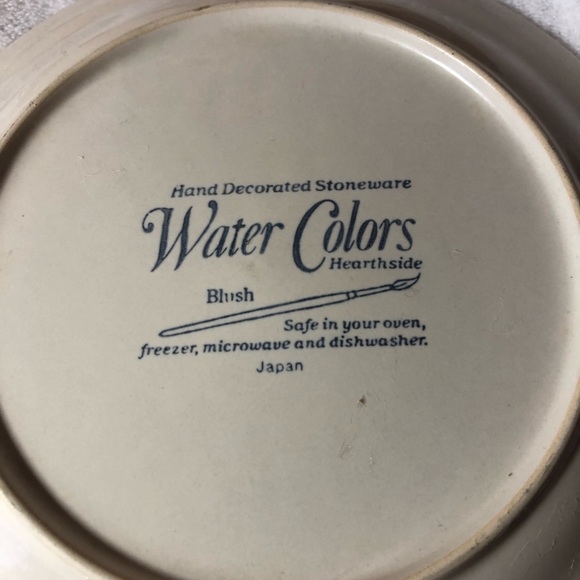 Hand Decorated Stoneware
Water Colors
Hearthside
Blush
Safe in your oven,
freezer, microwave and dishwasher.
Japan